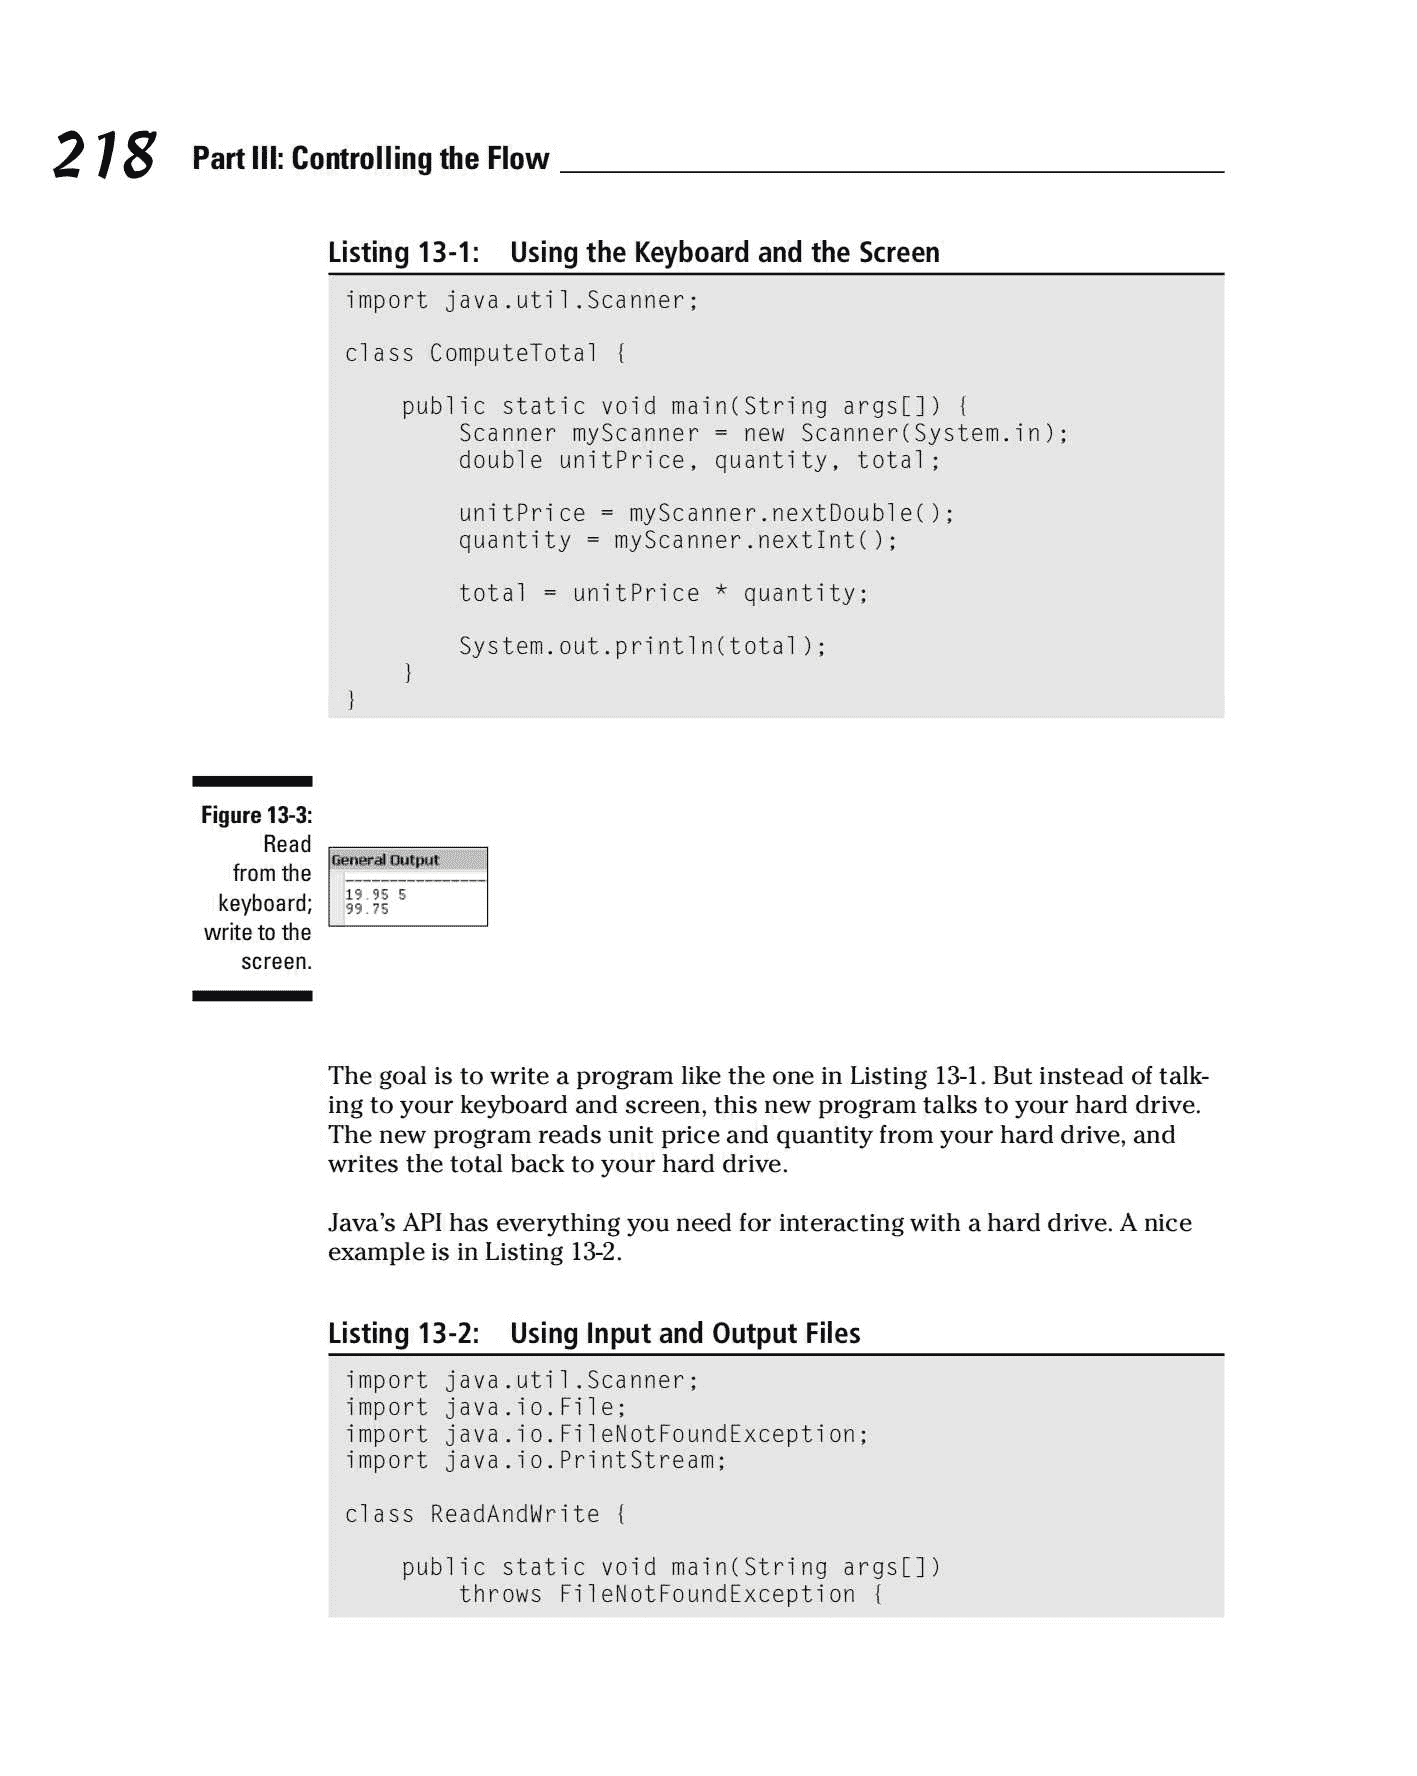 218 Part III: Controlling the Flow
Listing 13-1: Using the Keyboard and the Screen
import java.util.Scanner;
class ComputeTotal {
public static void main(String args[]) {
Scanner myScanner = new Scanner(System.in);
double unitPrice, quantity, total;
unitPrice = myScanner.nextDouble();
quantity = myScanner.nextInt();
total = unitPrice * quantity;
System.out.println(total);
}
}
Figure 13-3:
Read
from the
keyboard;
write to the
screen.
General Output
----------------
19.95 5
99.75
The goal is to write a program like the one in Listing 13-1. But instead of talk-
ing to your keyboard and screen, this new program talks to your hard drive.
The new program reads unit price and quantity from your hard drive, and
writes the total back to your hard drive.
Java's API has everything you need for interacting with a hard drive. A nice
example is in Listing 13-2.
Listing 13-2: Using Input and Output Files
import java.util.Scanner;
import java.io.File;
import java.io.FileNotFoundException;
import java.io.PrintStream;
class ReadAndWrite {
public static void main(String args[])
throws FileNotFoundException {